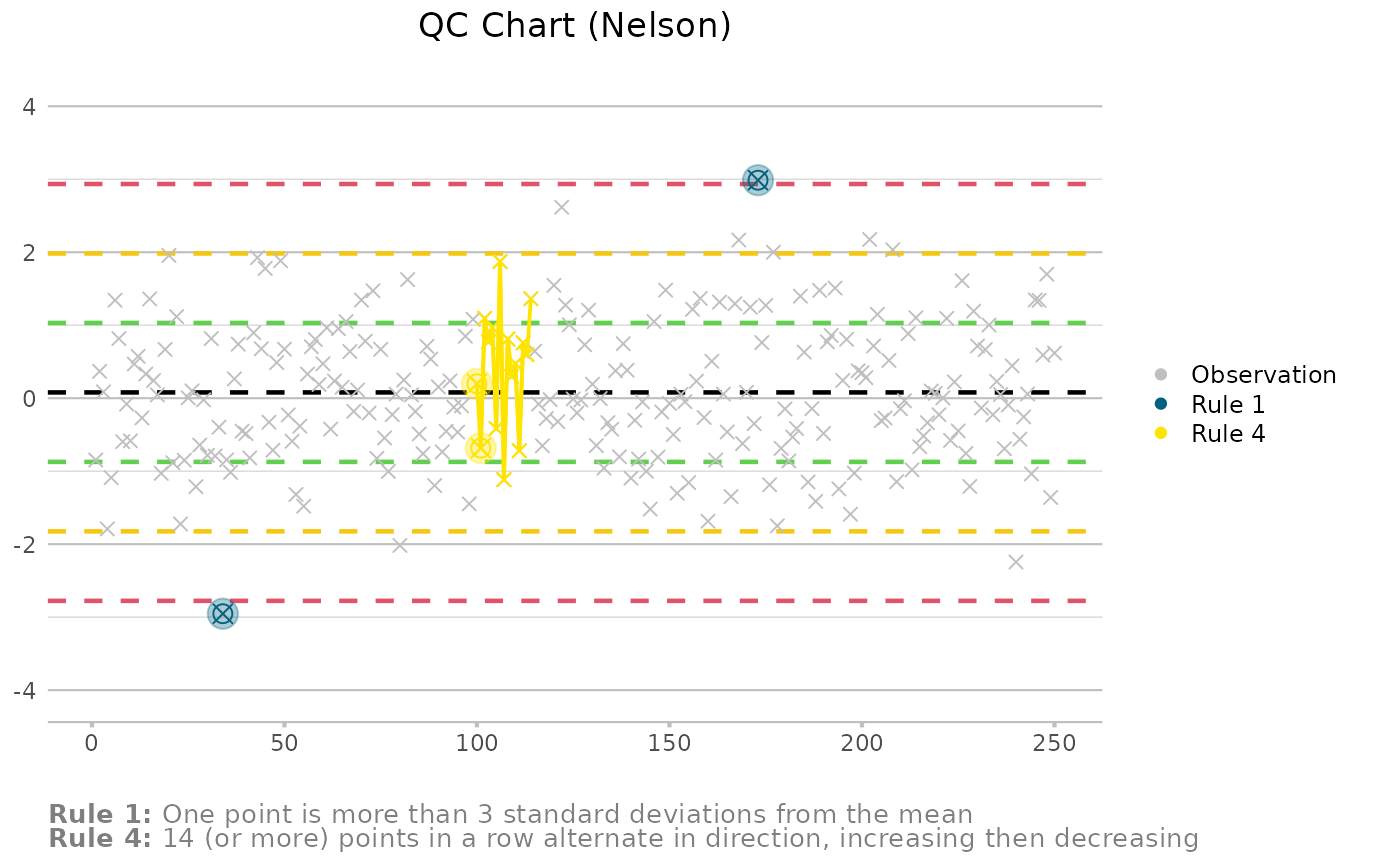 QC Chart (Nelson)
4
2
0
-2
-4
0 50 100 150 200 250
Observation
Rule 1
Rule 4
Rule 1: One point is more than 3 standard deviations from the mean
Rule 4: 14 (or more) points in a row alternate in direction, increasing then decreasing